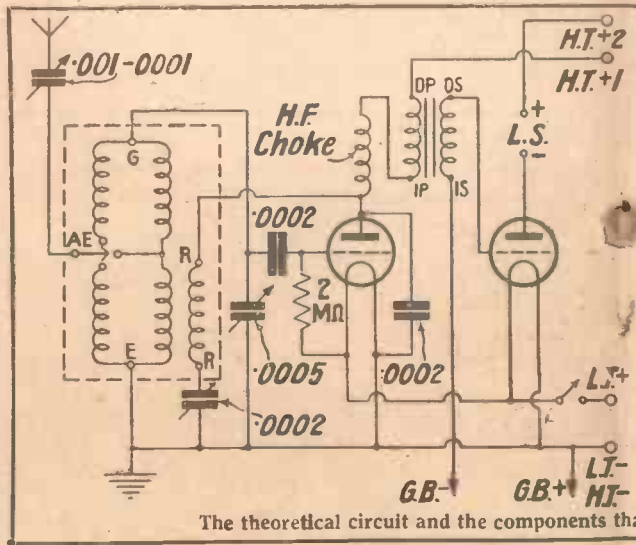 .001-0001
H.T.+2
H.T.+1
H.F.
Choke
DP
OS
+
L.S.
-
IP
IS
G
AE
R
.0002
2
MΩ
E
R
.0005
.0002
.0002
L.T+
L.T-
H.T-
G.B.-
G.B.+
The theoretical circuit and the components tha